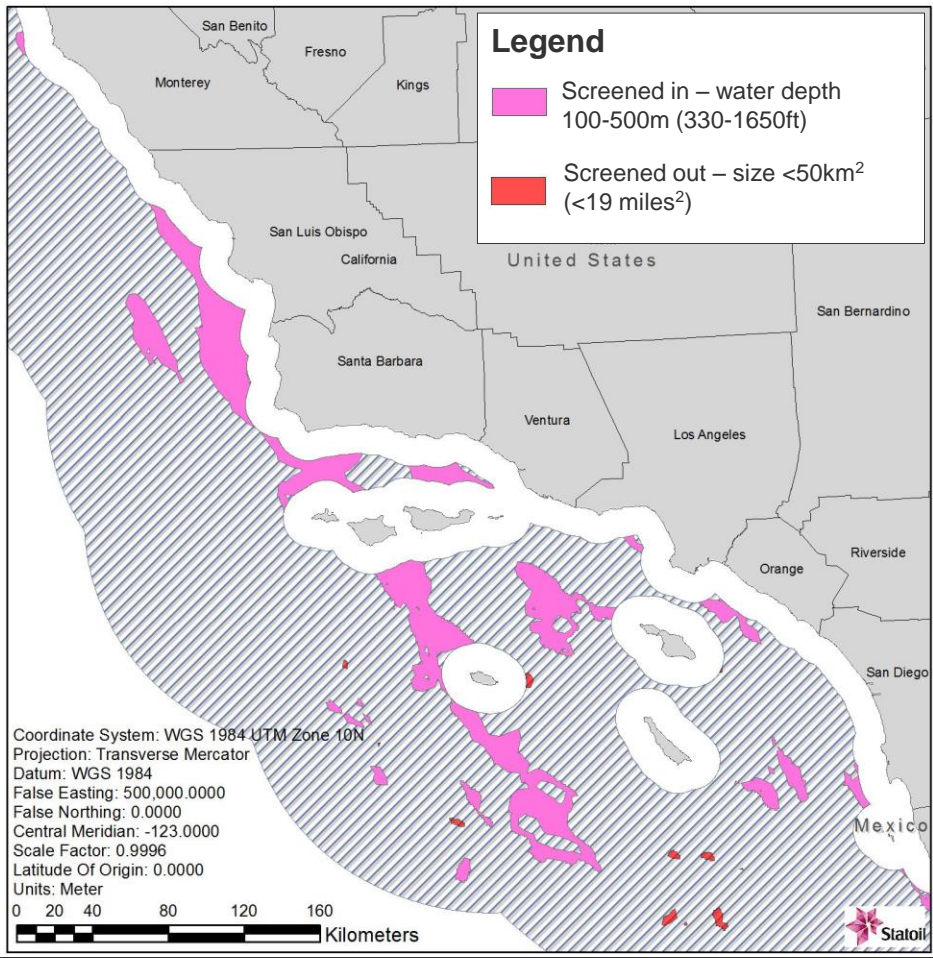 San Benito
Fresno
Monterey
Kings
Legend
Screened in – water depth
100-500m (330-1650ft)
Screened out – size <50km²
(<19 miles²)
San Luis Obispo
California
United States
San Bernardino
Santa Barbara
Ventura
Los Angeles
Orange
Riverside
San Diego
Mexico
Coordinate System: WGS 1984 UTM Zone 10N
Projection: Transverse Mercator
Datum: WGS 1984
False Easting: 500,000.0000
False Northing: 0.0000
Central Meridian: -123.0000
Scale Factor: 0.9996
Latitude Of Origin: 0.0000
Units: Meter
0 20 40 80 120 160
Kilometers
Statoil